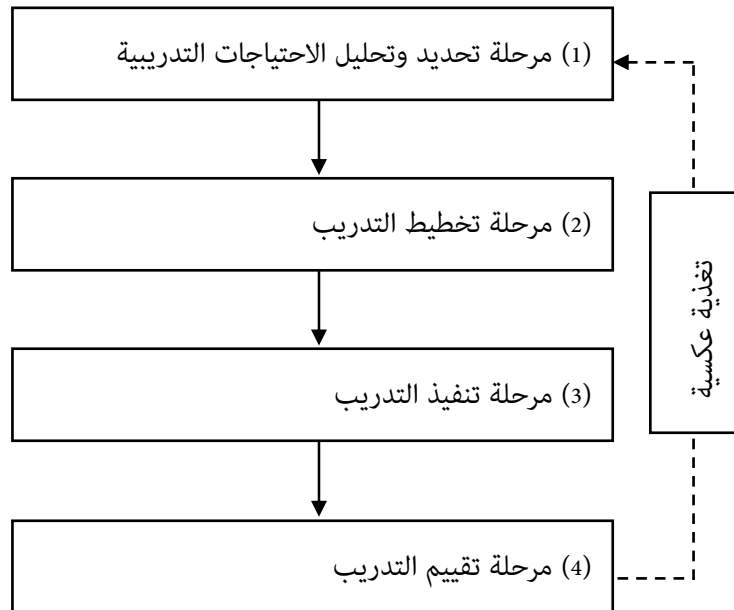 (1) مرحلة تحديد وتحليل الاحتياجات التدريبية
(2) مرحلة تخطيط التدريب
(3) مرحلة تنفيذ التدريب
(4) مرحلة تقييم التدريب
تغذية عكسية